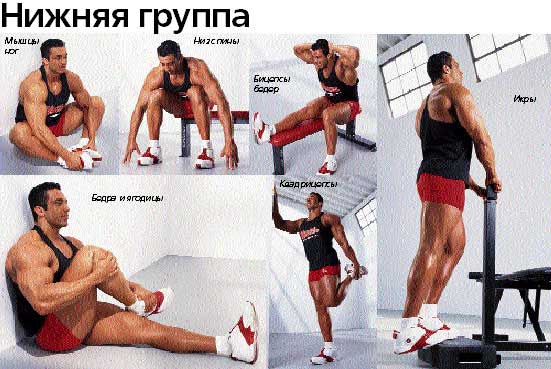 Нижняя группа
Мышцы
ног
Низ спины
Бицепсы
бедер
Икры
Бедра и ягодицы
Квадрицепсы